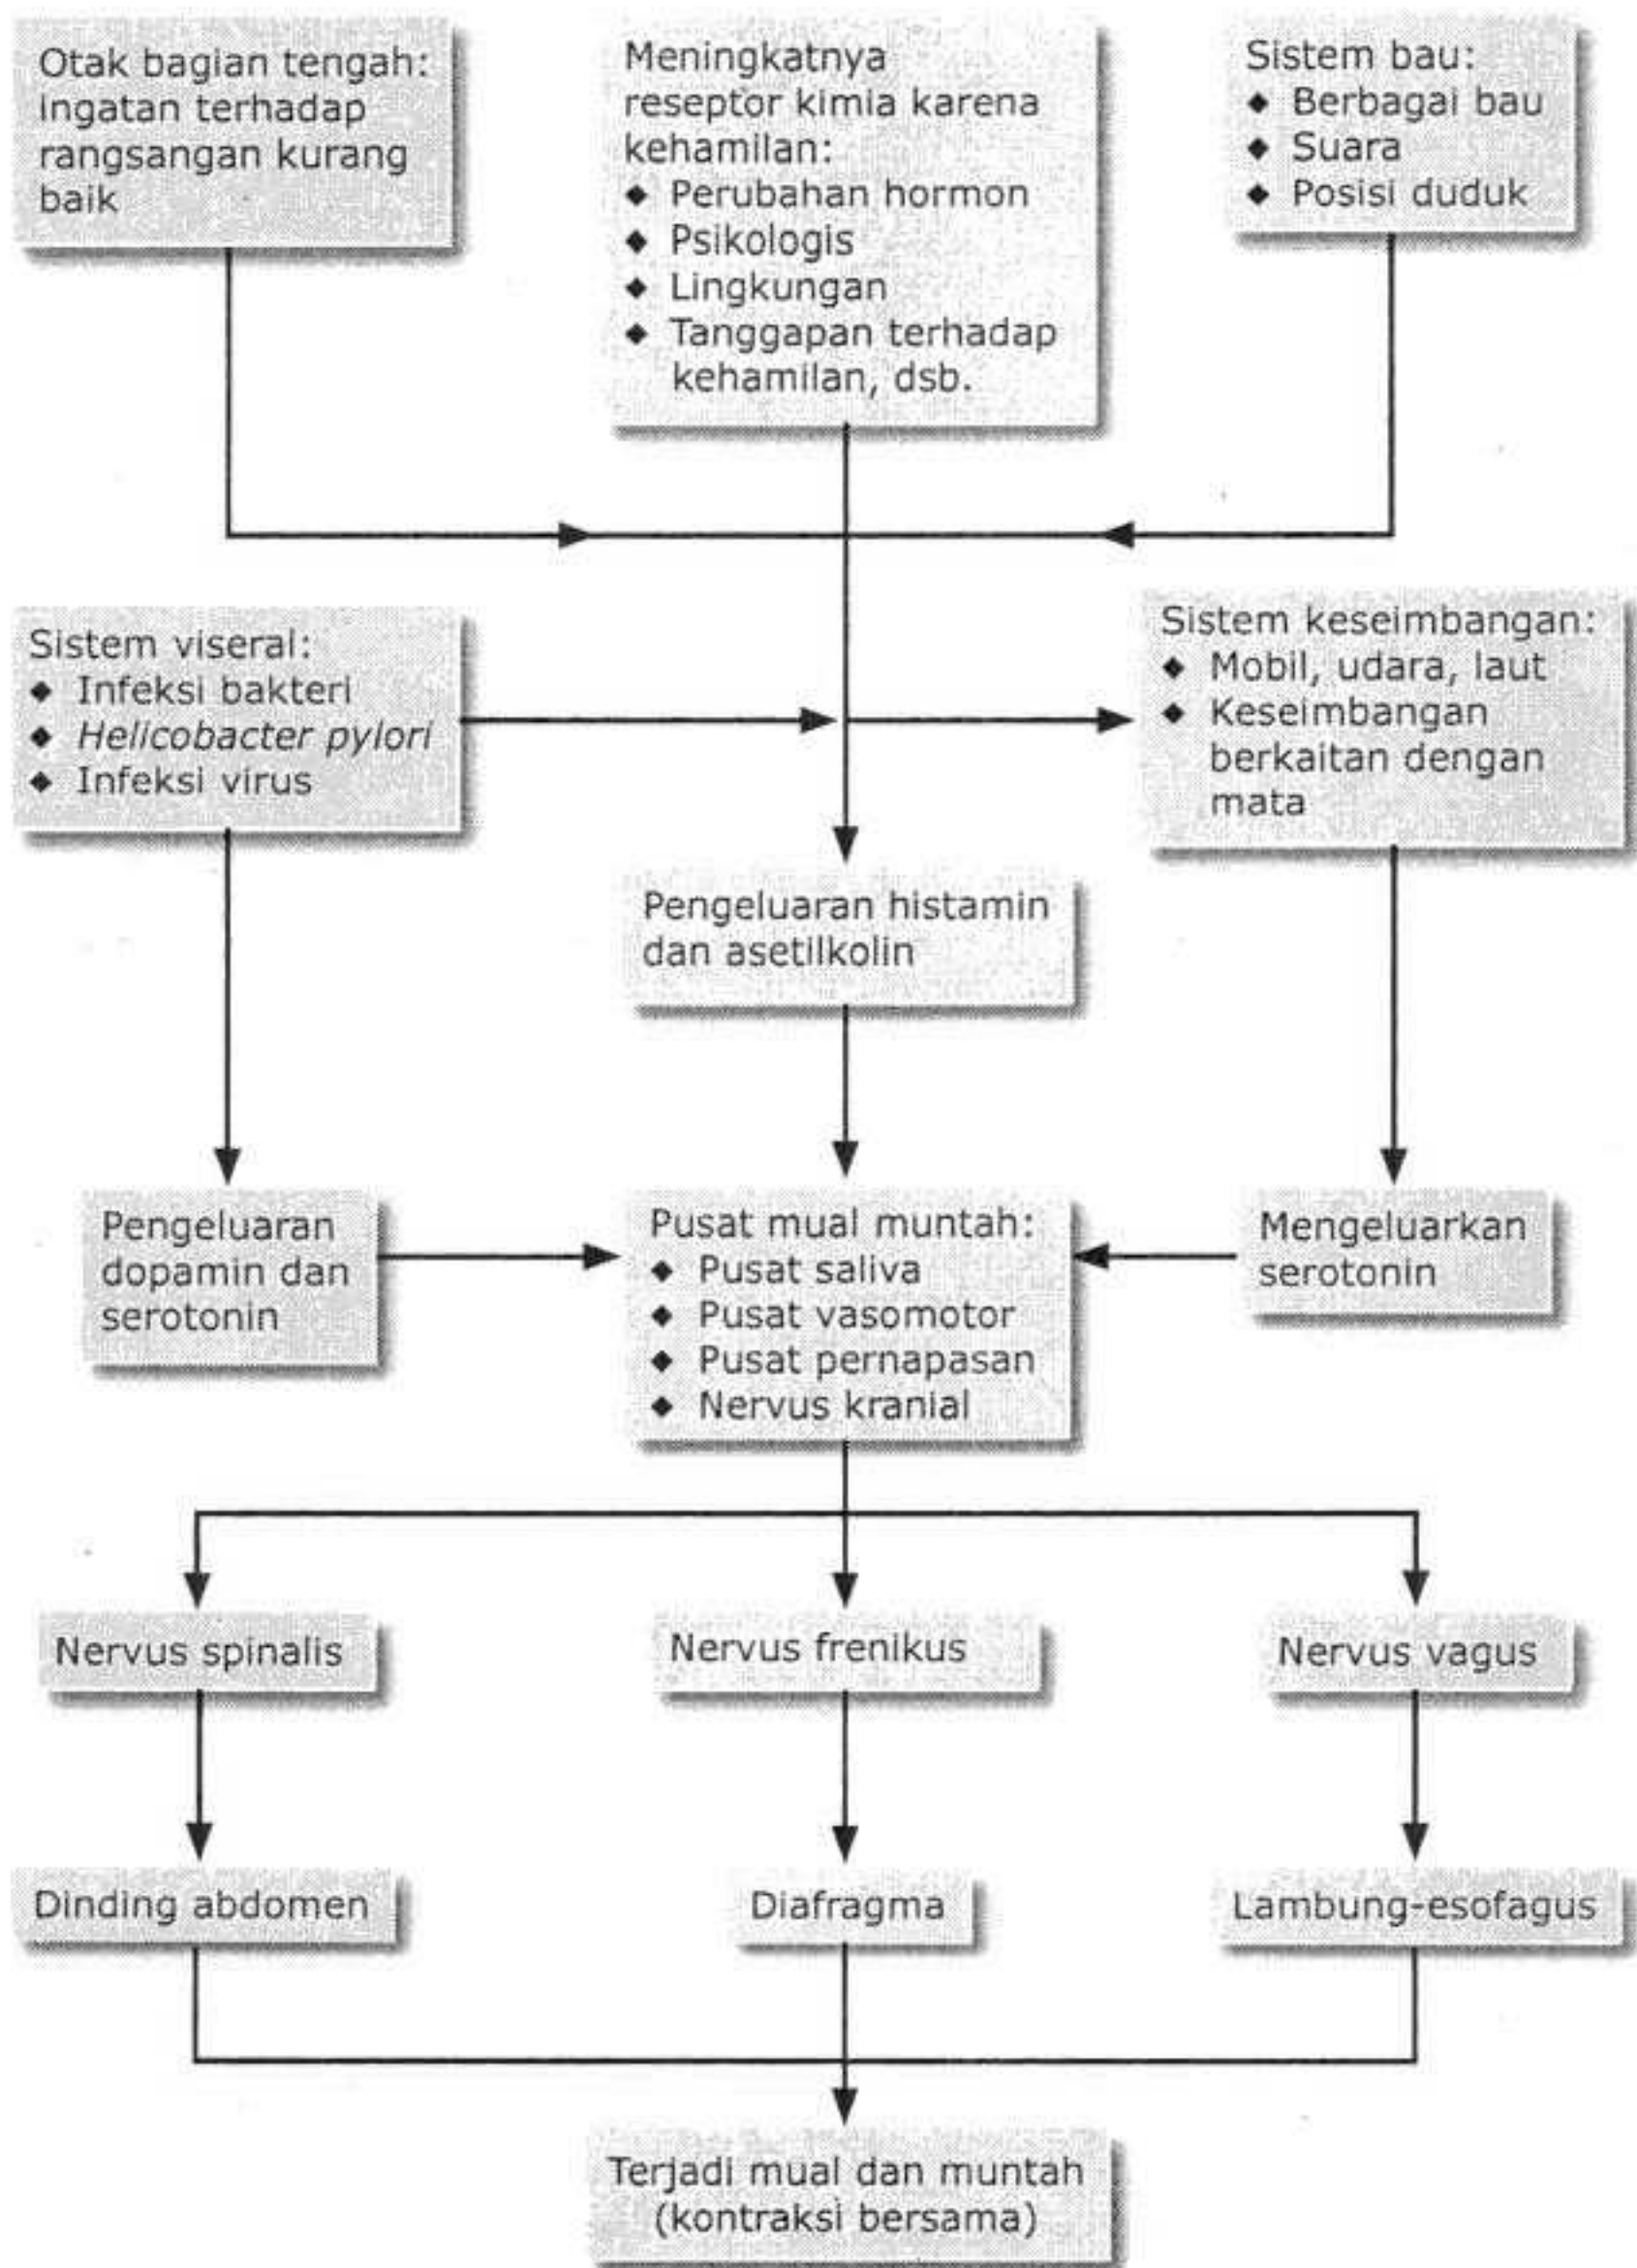 Otak bagian tengah:
ingatan terhadap
rangsangan kurang
baik
Meningkatnya
reseptor kimia karena
kehamilan:
◆ Perubahan hormon
◆ Psikologis
◆ Lingkungan
◆ Tanggapan terhadap
kehamilan, dsb.
Sistem bau:
◆ Berbagai bau
◆ Suara
◆ Posisi duduk
Sistem viseral:
◆ Infeksi bakteri
◆ Helicobacter pylori
◆ Infeksi virus
Sistem keseimbangan:
◆ Mobil, udara, laut
◆ Keseimbangan
berkaitan dengan
mata
Pengeluaran histamin
dan asetilkolin
Pengeluaran
dopamin dan
serotonin
Pusat mual muntah:
◆ Pusat saliva
◆ Pusat vasomotor
◆ Pusat pernapasan
◆ Nervus kranial
Mengeluarkan
serotonin
Nervus spinalis
Nervus frenikus
Nervus vagus
Dinding abdomen
Diafragma
Lambung-esofagus
Terjadi mual dan muntah
(kontraksi bersama)